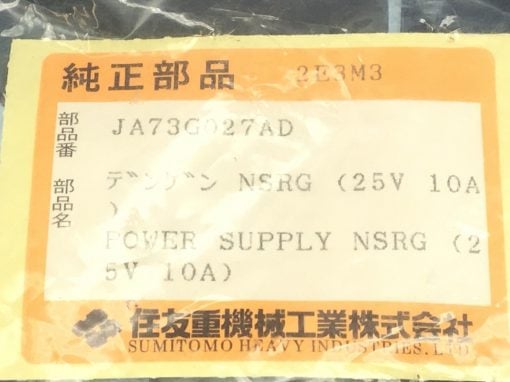 純正部品 2E3M3
部品番 JA73G027AD
部品名 デンゲン NSRG (25V 10A
)
POWER SUPPLY NSRG (2
5V 10A)
住友重機械工業株式会社
SUMITOMO HEAVY INDUSTRIES, LTD